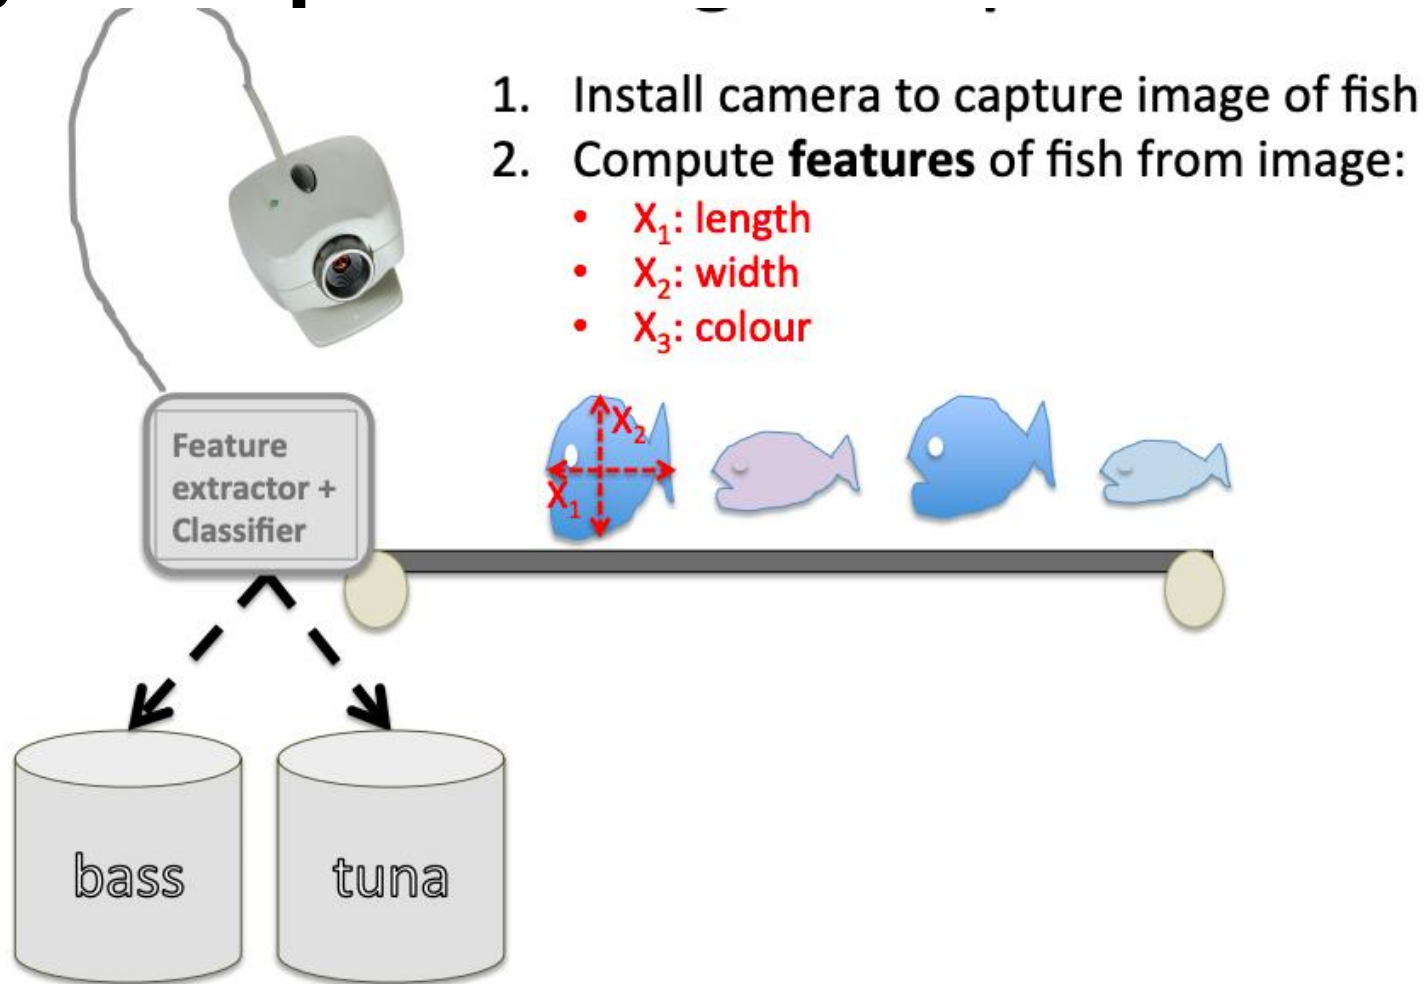 1. Install camera to capture image of fish
2. Compute features of fish from image:
• X₁: length
• X₂: width
• X₃: colour
X₂
X₁
Feature
extractor +
Classifier
bass
tuna